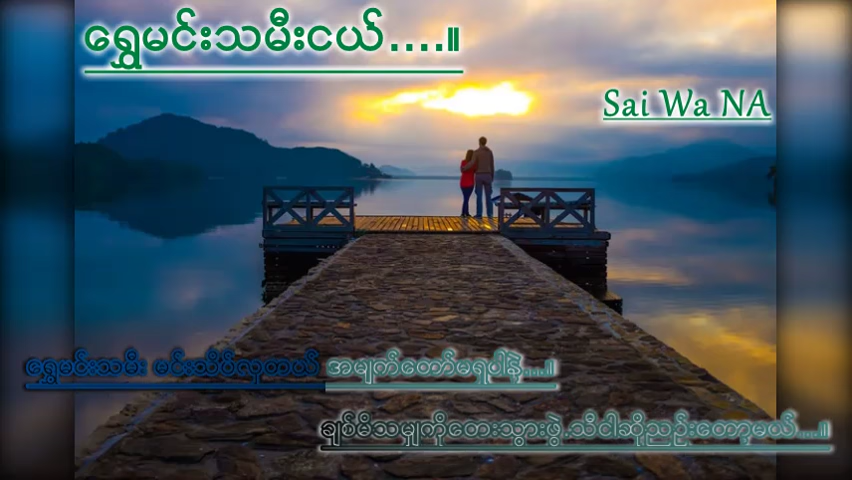 ရွှေမင်းသမီးငယ်....။
Sai Wa NA
ရွှေမင်းသမီး မင်းသိပ်လှတယ် အမျက်တော်မရှပါနဲ့....။
ချစ်မိသမျှကိုတေးသွားဖွဲ့.သီငါဆိုညဉ်းတော့မယ်....။